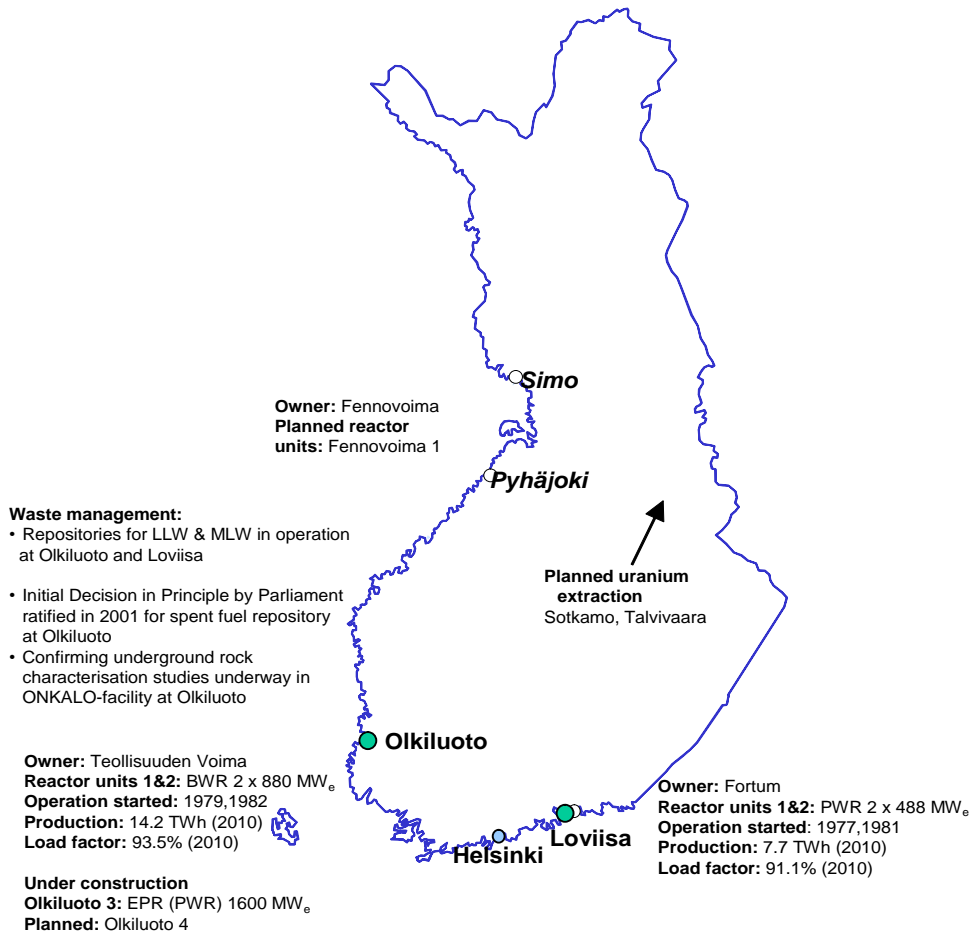 Simo
Owner: Fennovoima
Planned reactor
units: Fennovoima 1
Pyhäjoki
Waste management:
• Repositories for LLW & MLW in operation
at Olkiluoto and Loviisa
• Initial Decision in Principle by Parliament
ratified in 2001 for spent fuel repository
at Olkiluoto
• Confirming underground rock
characterisation studies underway in
ONKALO-facility at Olkiluoto
Planned uranium
extraction
Sotkamo, Talvivaara
Olkiluoto
Owner: Teollisuuden Voima
Reactor units 1&2: BWR 2 x 880 MWe
Operation started: 1979,1982
Production: 14.2 TWh (2010)
Load factor: 93.5% (2010)
Under construction
Olkiluoto 3: EPR (PWR) 1600 MWe
Planned: Olkiluoto 4
Helsinki
Loviisa
Owner: Fortum
Reactor units 1&2: PWR 2 x 488 MWe
Operation started: 1977,1981
Production: 7.7 TWh (2010)
Load factor: 91.1% (2010)